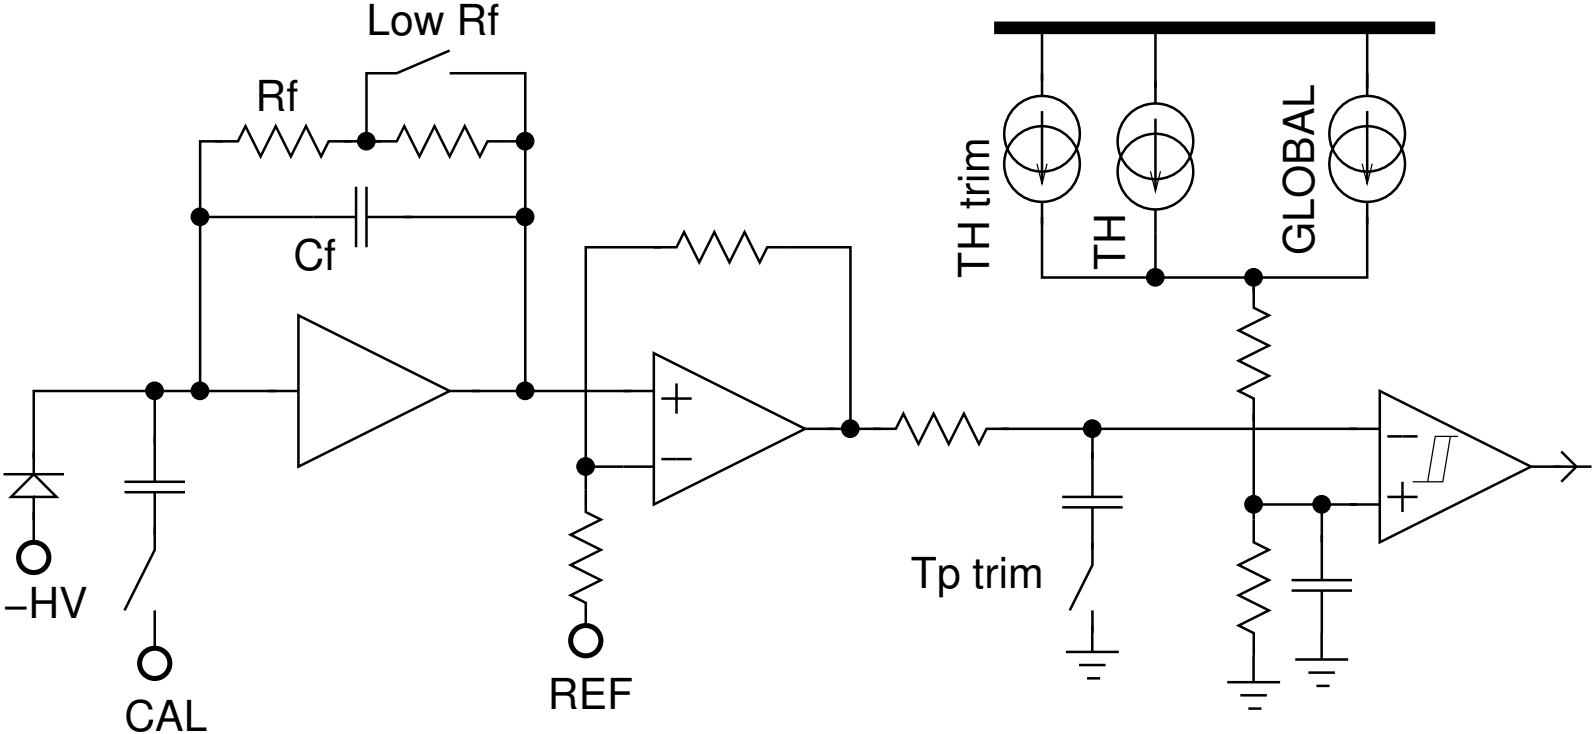 Low Rf
Rf
Cf
TH trim
TH
GLOBAL
+
−
−
+
Tp trim
−HV
REF
CAL